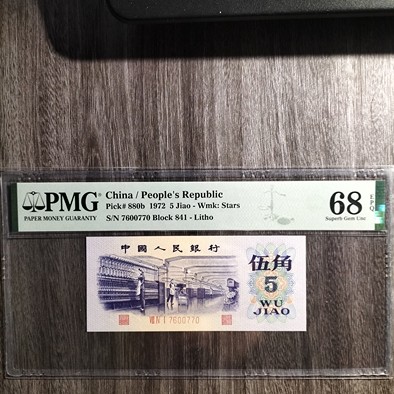 PMG
PAPER MONEY GUARANTY
China / People's Republic
Pick# 880b 1972 5 Jiao - Wmk: Stars
S/N 7600770 Block 841 - Litho
68 EPQ
Superb Gem Unc
中國人民銀行
伍角
5
WU
JIAO
7600770